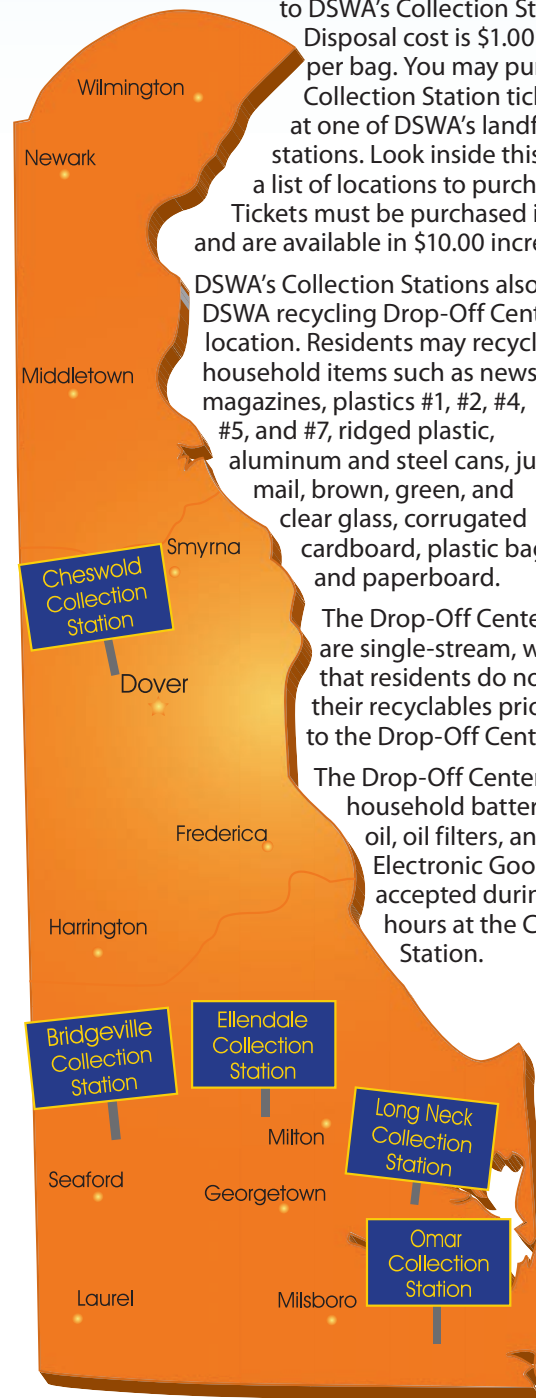 to DSWA's Collection St
Disposal cost is $1.00
per bag. You may pur
Collection Station tick
at one of DSWA's landf
stations. Look inside this
a list of locations to purch
Tickets must be purchased i
and are available in $10.00 incre
DSWA's Collection Stations also
DSWA recycling Drop-Off Cent
location. Residents may recycl
household items such as news
magazines, plastics #1, #2, #4,
#5, and #7, ridged plastic,
aluminum and steel cans, ju
mail, brown, green, and
clear glass, corrugated
cardboard, plastic bag
and paperboard.
The Drop-Off Cente
are single-stream, w
that residents do no
their recyclables prio
to the Drop-Off Cent
The Drop-Off Center
household batter
oil, oil filters, an
Electronic Goo
accepted durin
hours at the C
Station.
Wilmington
Newark
Middletown
Smyrna
Cheswold
Collection
Station
Dover
Frederica
Harrington
Bridgeville
Collection
Station
Ellendale
Collection
Station
Long Neck
Collection
Station
Milton
Seaford
Georgetown
Omar
Collection
Station
Laurel
Milsboro